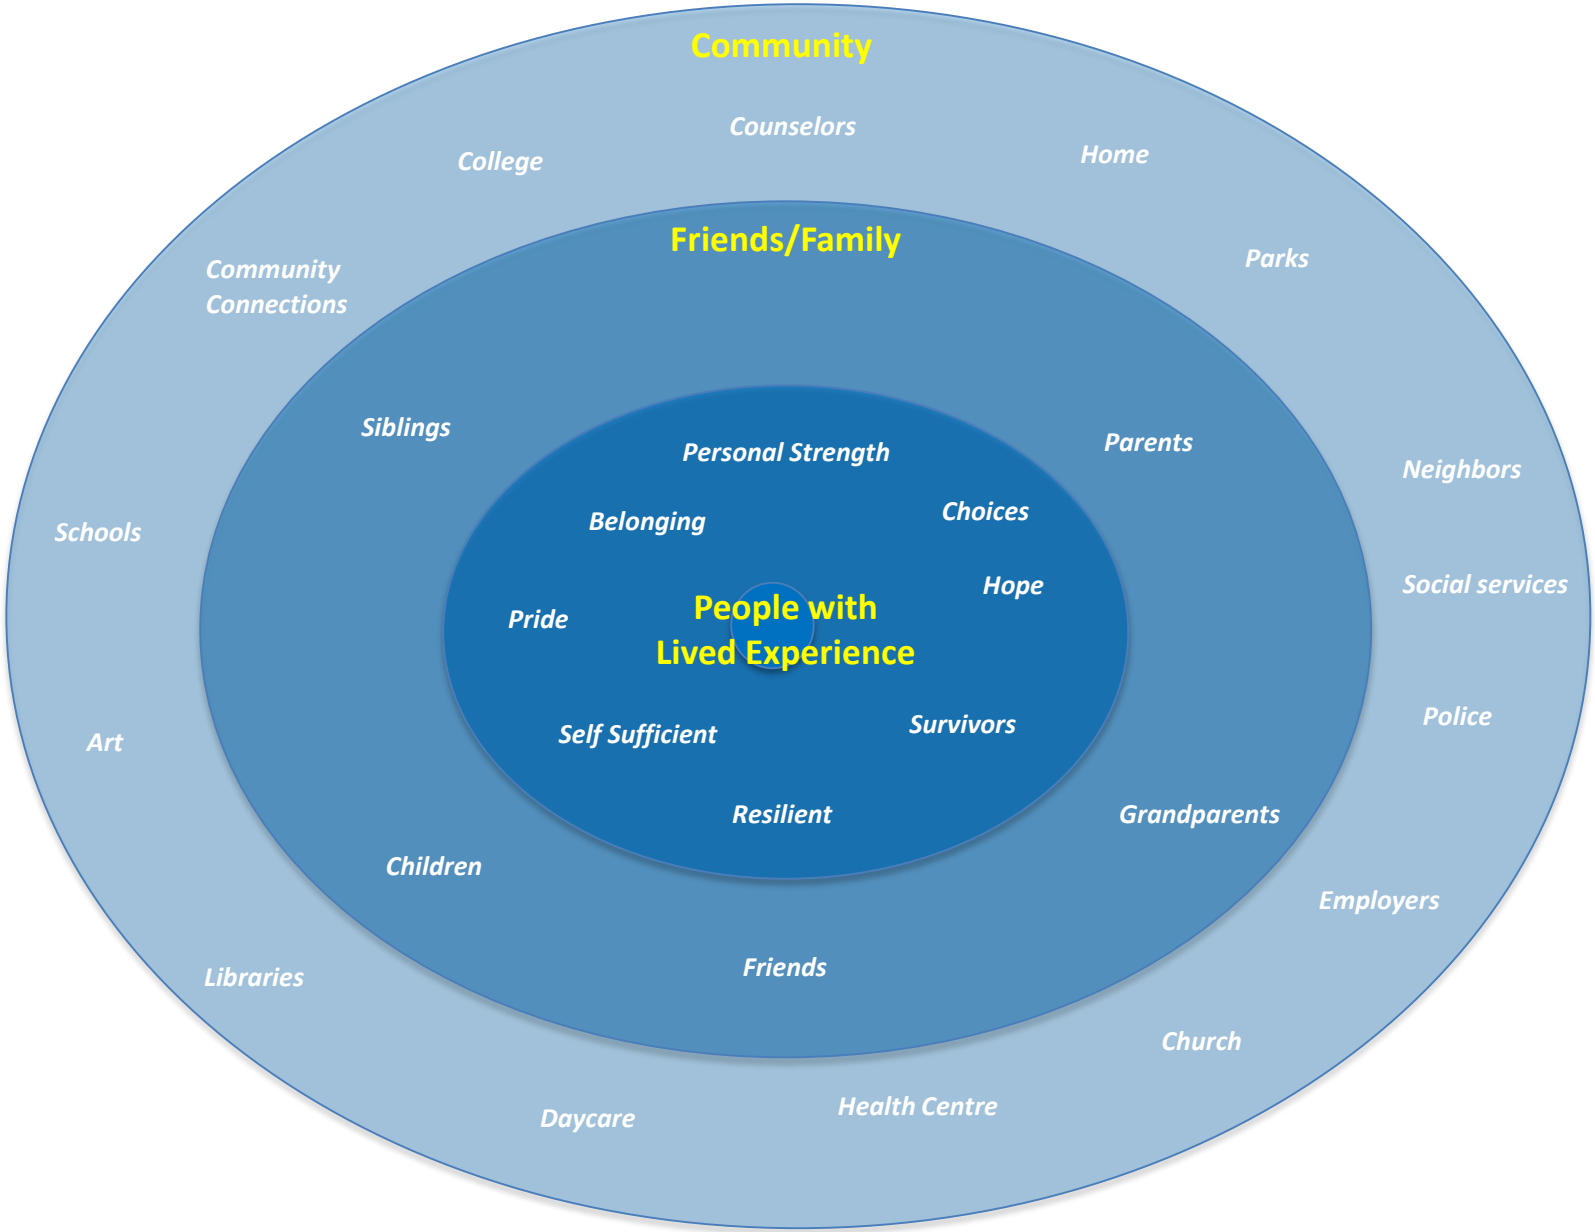 Community
Counselors
College
Home
Friends/Family
Parks
Community
Connections
Siblings
Parents
Personal Strength
Neighbors
Belonging
Choices
Schools
Hope
Social services
People with
Lived Experience
Pride
Police
Survivors
Self Sufficient
Art
Resilient
Grandparents
Children
Employers
Friends
Libraries
Church
Health Centre
Daycare